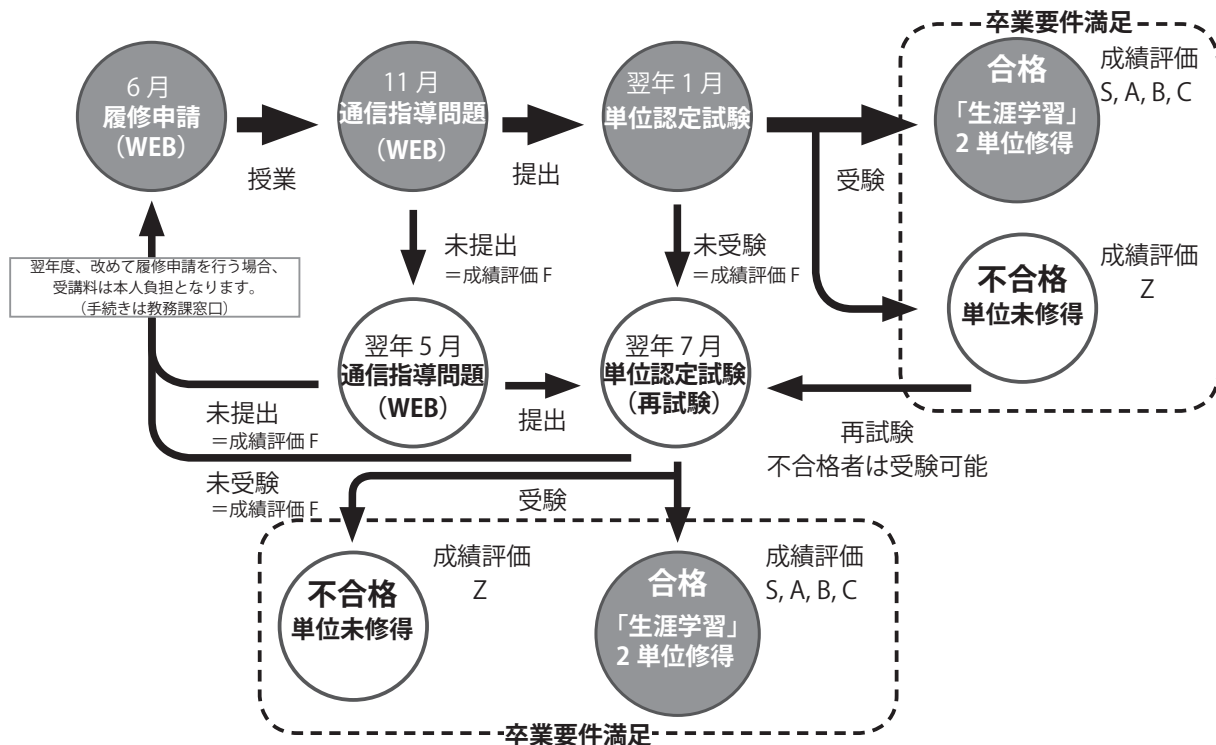 卒業要件満足
6 月
履修申請
(WEB)
授業
11 月
通信指導問題
(WEB)
提出
翌年 1 月
単位認定試験
受験
合格
「生涯学習」
2 単位修得
成績評価
S, A, B, C
未提出
＝成績評価 F
未受験
＝成績評価 F
不合格
単位未修得
成績評価
Z
翌年度、改めて履修申請を行う場合、
受講料は本人負担となります。
（手続きは教務課窓口）
翌年 5 月
通信指導問題
(WEB)
提出
翌年 7 月
単位認定試験
（再試験）
再試験
不合格者は受験可能
未提出
＝成績評価 F
未受験
＝成績評価 F
受験
不合格
単位未修得
成績評価
Z
合格
「生涯学習」
2 単位修得
成績評価
S, A, B, C
卒業要件満足